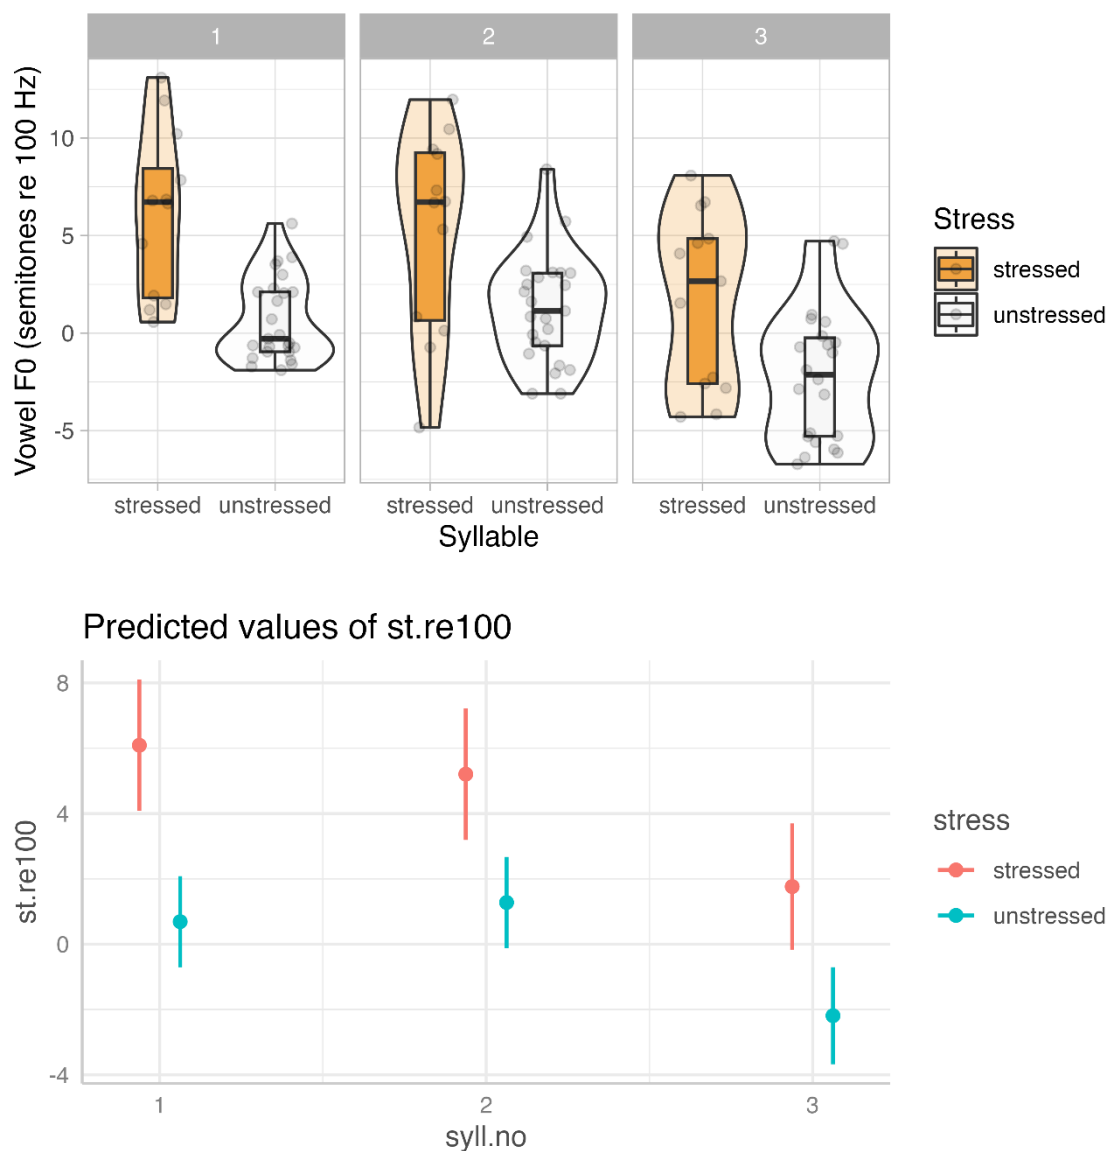 1 2 3
Vowel F0 (semitones re 100 Hz)
10
5
0
-5
stressed unstressed stressed unstressed stressed unstressed
Syllable
Stress
stressed
unstressed
Predicted values of st.re100
st.re100
8
4
0
-4
1 2 3
syll.no
stress
stressed
unstressed